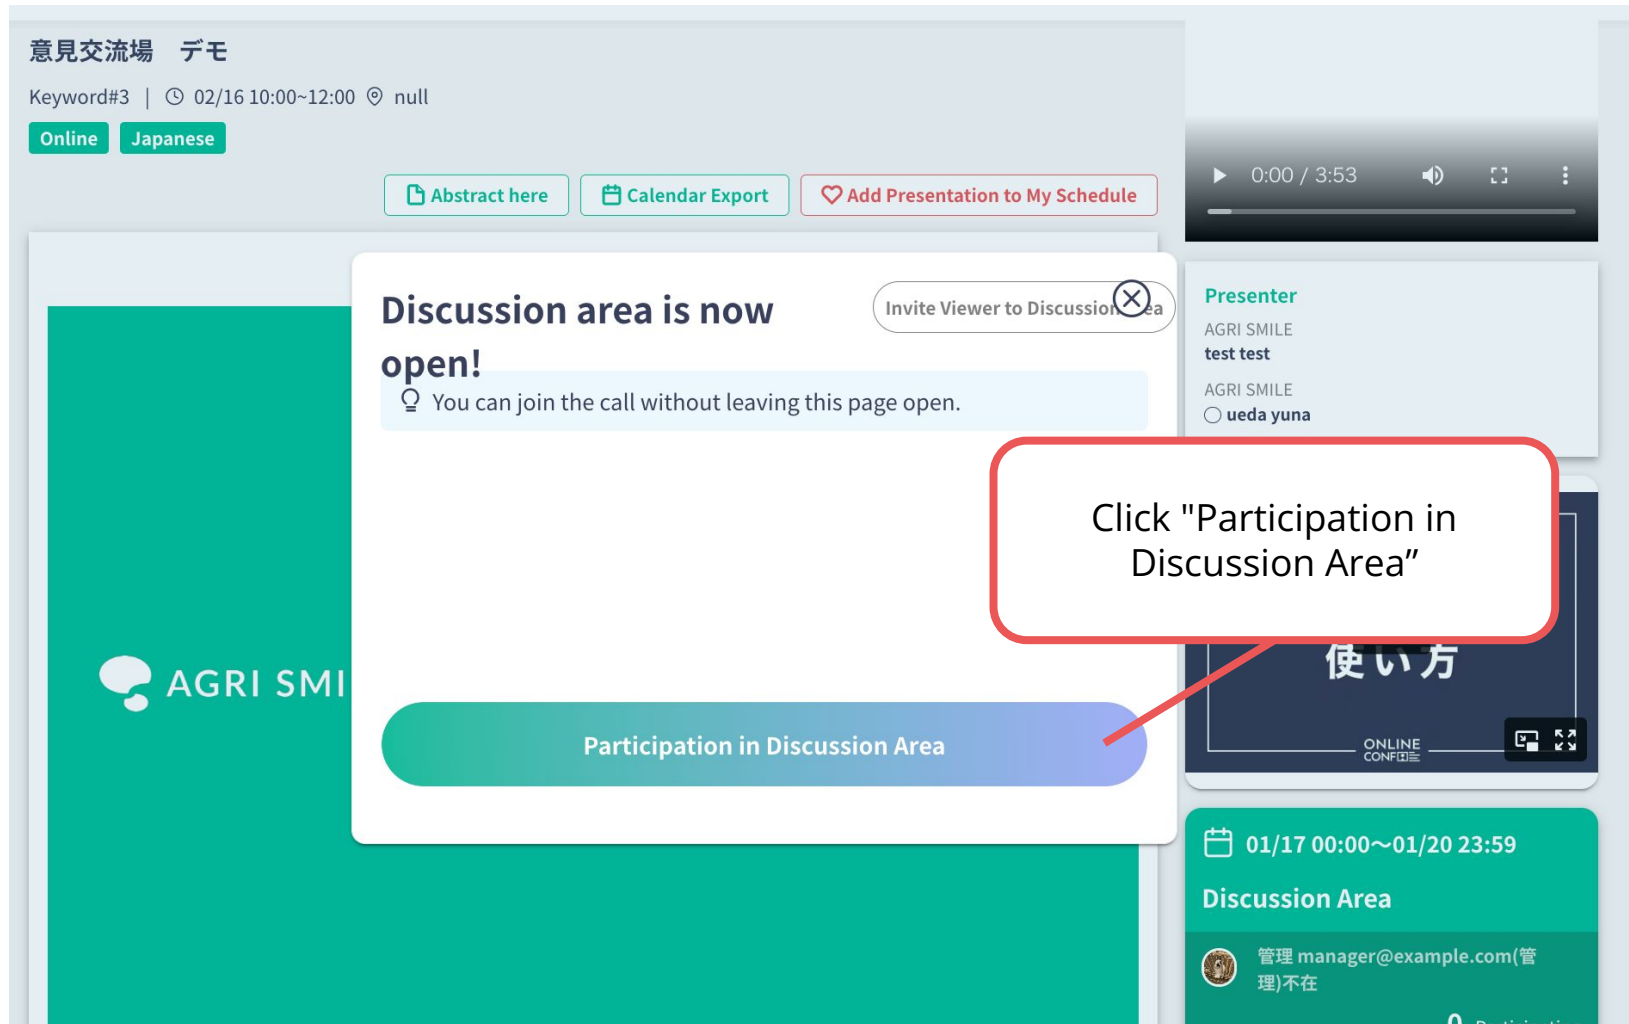 意見交流場　デモ
Keyword#3 | 02/16 10:00~12:00 null
Online Japanese
Abstract here Calendar Export Add Presentation to My Schedule
0:00 / 3:53
Discussion area is now
open!
Invite Viewer to Discussion
You can join the call without leaving this page open.
Participation in Discussion Area
AGRI SMI
Click "Participation in
Discussion Area”
Presenter
AGRI SMILE
test test
AGRI SMILE
ueda yuna
使い方
ONLINE
01/17 00:00〜01/20 23:59
Discussion Area
管理 manager@example.com(管
理)不在